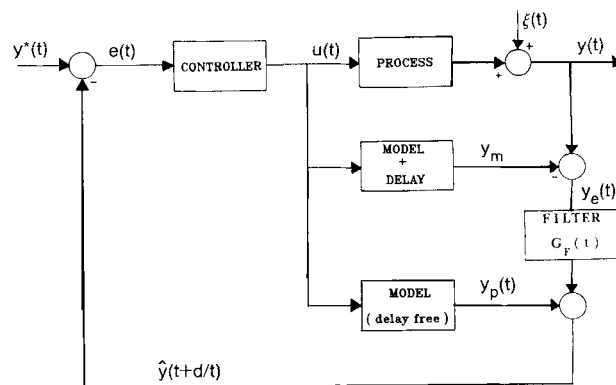 ξ(t)
y*(t)
e(t)
u(t)
y(t)
+
+
-
CONTROLLER
PROCESS
MODEL
+
DELAY
y_m
-
y_e(t)
FILTER
G_F(t)
MODEL
( delay free )
y_p(t)
ŷ(t+d/t)